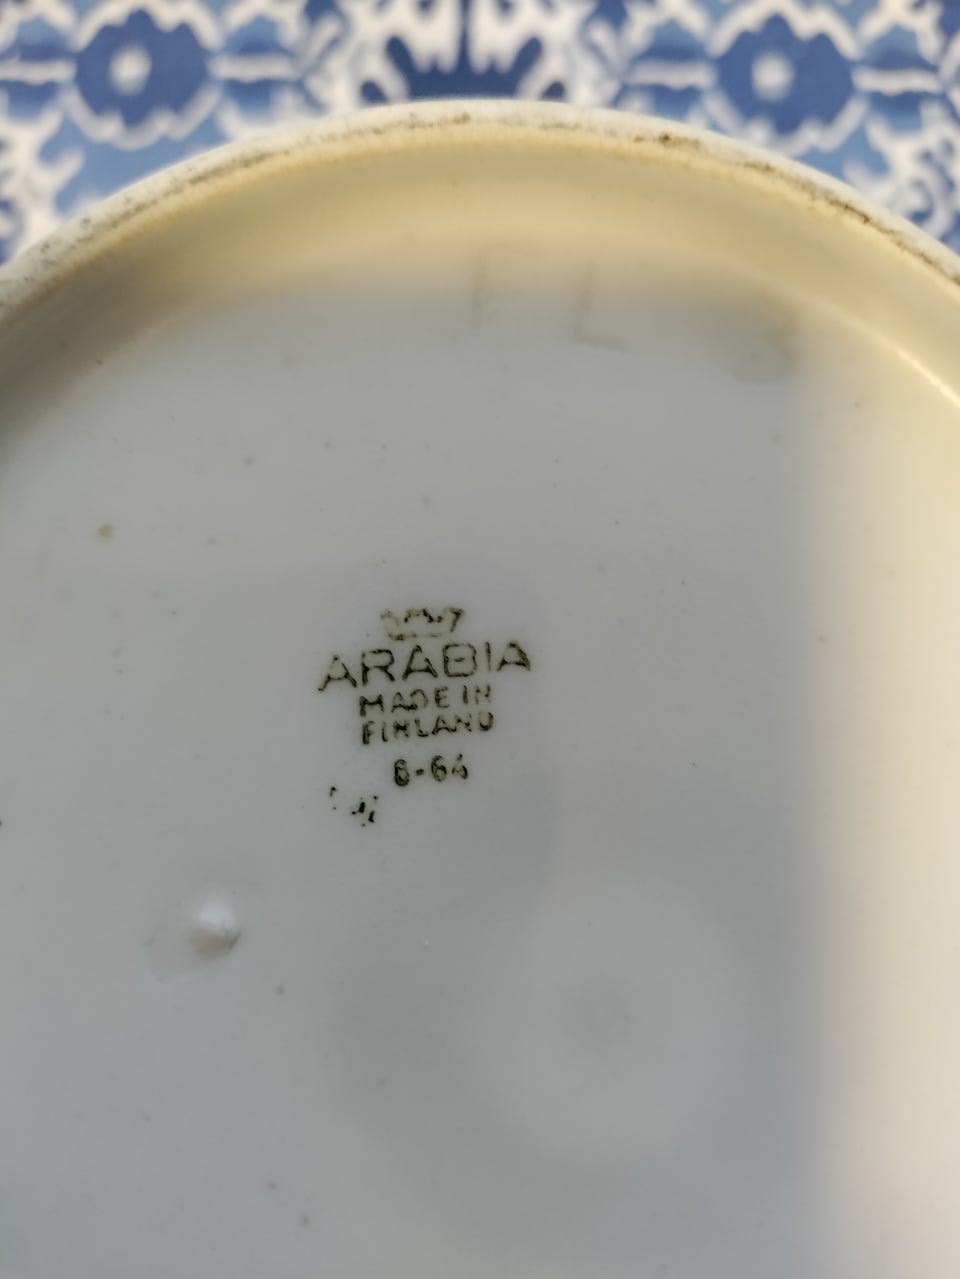 F L
ARABIA
MADE IN
FINLAND
6-64